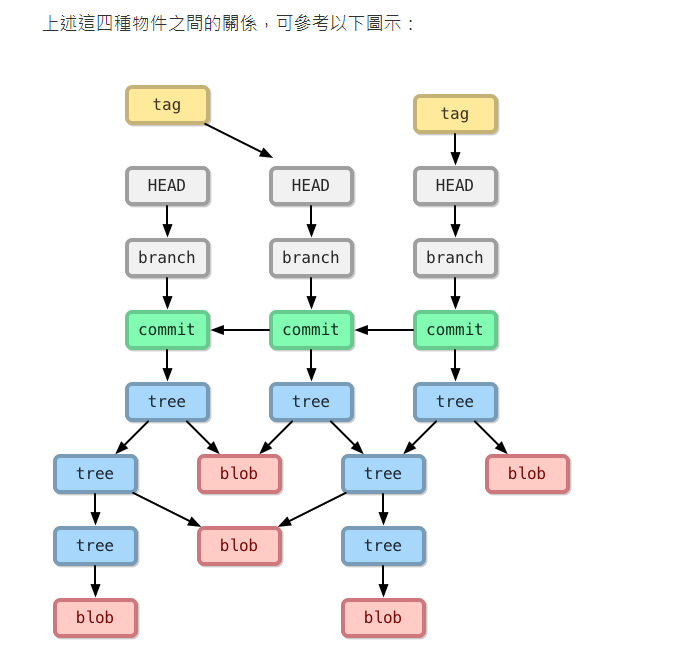 上述這四種物件之間的關係，可參考以下圖示：
tag
tag
HEAD
HEAD
HEAD
branch
branch
branch
commit
commit
commit
tree
tree
tree
tree
blob
tree
blob
tree
blob
tree
blob
blob